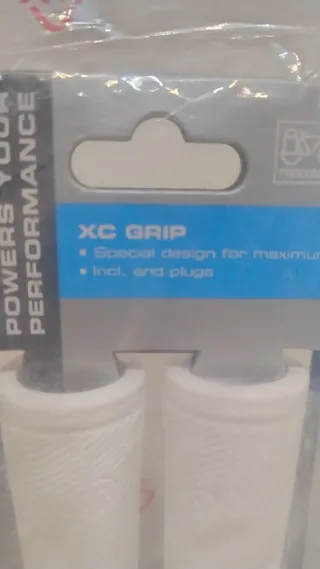 POWERS YOUR
PERFORMANCE
XC GRIP
▪ Special design for maximum
▪ Incl. end plugs